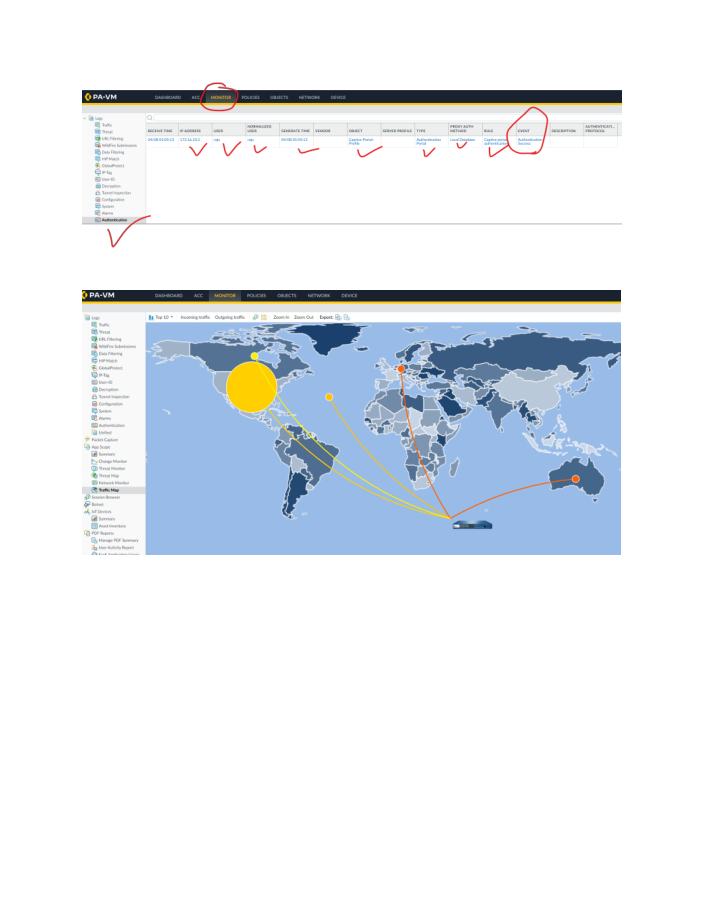 PA-VM DASHBOARD ACC MONITOR POLICIES OBJECTS NETWORK DEVICE
Logs
Traffic
Threat
URL Filtering
WildFire Submissions
Data Filtering
HIP Match
GlobalProtect
IP-Tag
User-ID
Decryption
Tunnel Inspection
Configuration
System
Alarms
Authentication
RECEIVE TIME IP ADDRESS USER NORMALIZED USER GENERATE TIME VENDOR OBJECT SERVER PROFILE TYPE PROXY AUTH METHOD RULE EVENT DESCRIPTION AUTHENTICATI... PROTOCOL
Authentication Portal
Authentication Success
PA-VM DASHBOARD ACC MONITOR POLICIES OBJECTS NETWORK DEVICE
Top 10 Incoming traffic Outgoing traffic Zoom In Zoom Out Export:
Logs
Traffic
Threat
URL Filtering
WildFire Submissions
Data Filtering
HIP Match
GlobalProtect
IP-Tag
User-ID
Decryption
Tunnel Inspection
Configuration
System
Alarms
Authentication
Unified
Packet Capture
App Scope
Summary
Change Monitor
Threat Monitor
Threat Map
Network Monitor
Traffic Map
Session Browser
Botnet
IoT Devices
Summary
Asset Inventory
PDF Reports
Manage PDF Summary
User Activity Report